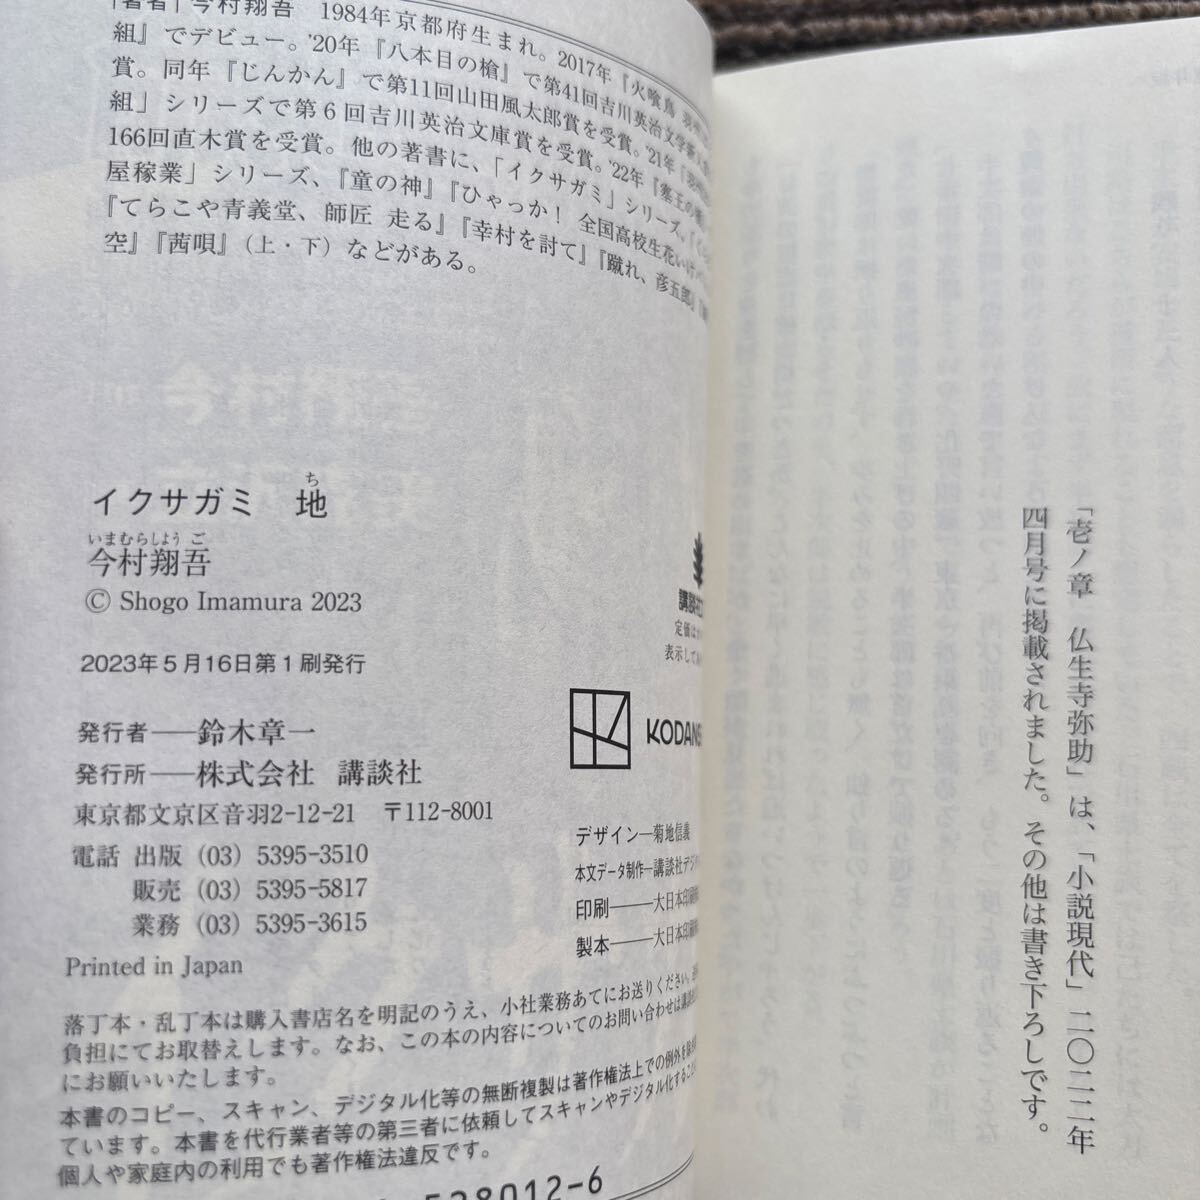 |著者|今村翔吾 1984年京都府生まれ。2017年『火喰鳥
組』でデビュー。'20年『八本目の槍』で第41回吉川英治文学新人
賞。同年『じんかん』で第11回山田風太郎賞を受賞。'21年「羽州
組」シリーズで第6回吉川英治文庫賞を受賞。'22年『塞王の楯
166回直木賞を受賞。他の著書に、「イクサガミ」シリーズ、
屋稼業」シリーズ、『童の神』『ひゃっか! 全国高校生花いけ
『てらこや青義堂、師匠 走る』『幸村を討て』『蹴れ、彦五郎』
空』『茜唄』(上・下)などがある。
イクサガミ 地
ち
いまむらしょう ご
今村翔吾
© Shogo Imamura 2023
2023年5月16日第1刷発行
発行者——鈴木章一
発行所——株式会社 講談社
東京都文京区音羽2-12-21 〒112-8001
電話 出版 (03) 5395-3510
販売 (03) 5395-5817
業務 (03) 5395-3615
Printed in Japan
講談社
定価は
表示して
KODANS
デザイン—菊地信義
本文データ制作—講談社デジ
印刷———大日本印刷
製本———大日本印刷
落丁本・乱丁本は購入書店名を明記のうえ、小社業務あてにお送りください。
負担にてお取替えします。なお、この本の内容についてのお問い合わせは講談社
にお願いいたします。
本書のコピー、スキャン、デジタル化等の無断複製は著作権法上での例外を除
ています。本書を代行業者等の第三者に依頼してスキャンやデジタル化すること
個人や家庭内の利用でも著作権法違反です。
528012-6
「壱ノ章 仏生寺弥助」は、「小説現代」二〇二二年
四月号に掲載されました。その他は書き下ろしです。